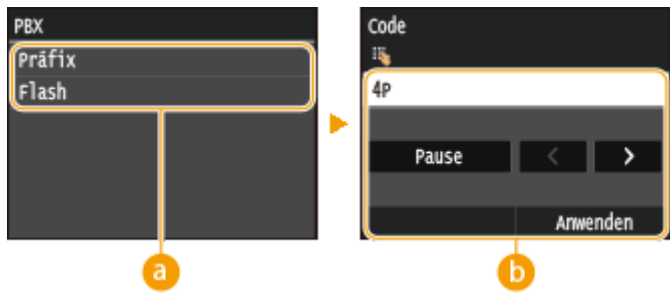 PBX
Präfix
Flash
a
Code
4P
Pause < >
Anwenden
b